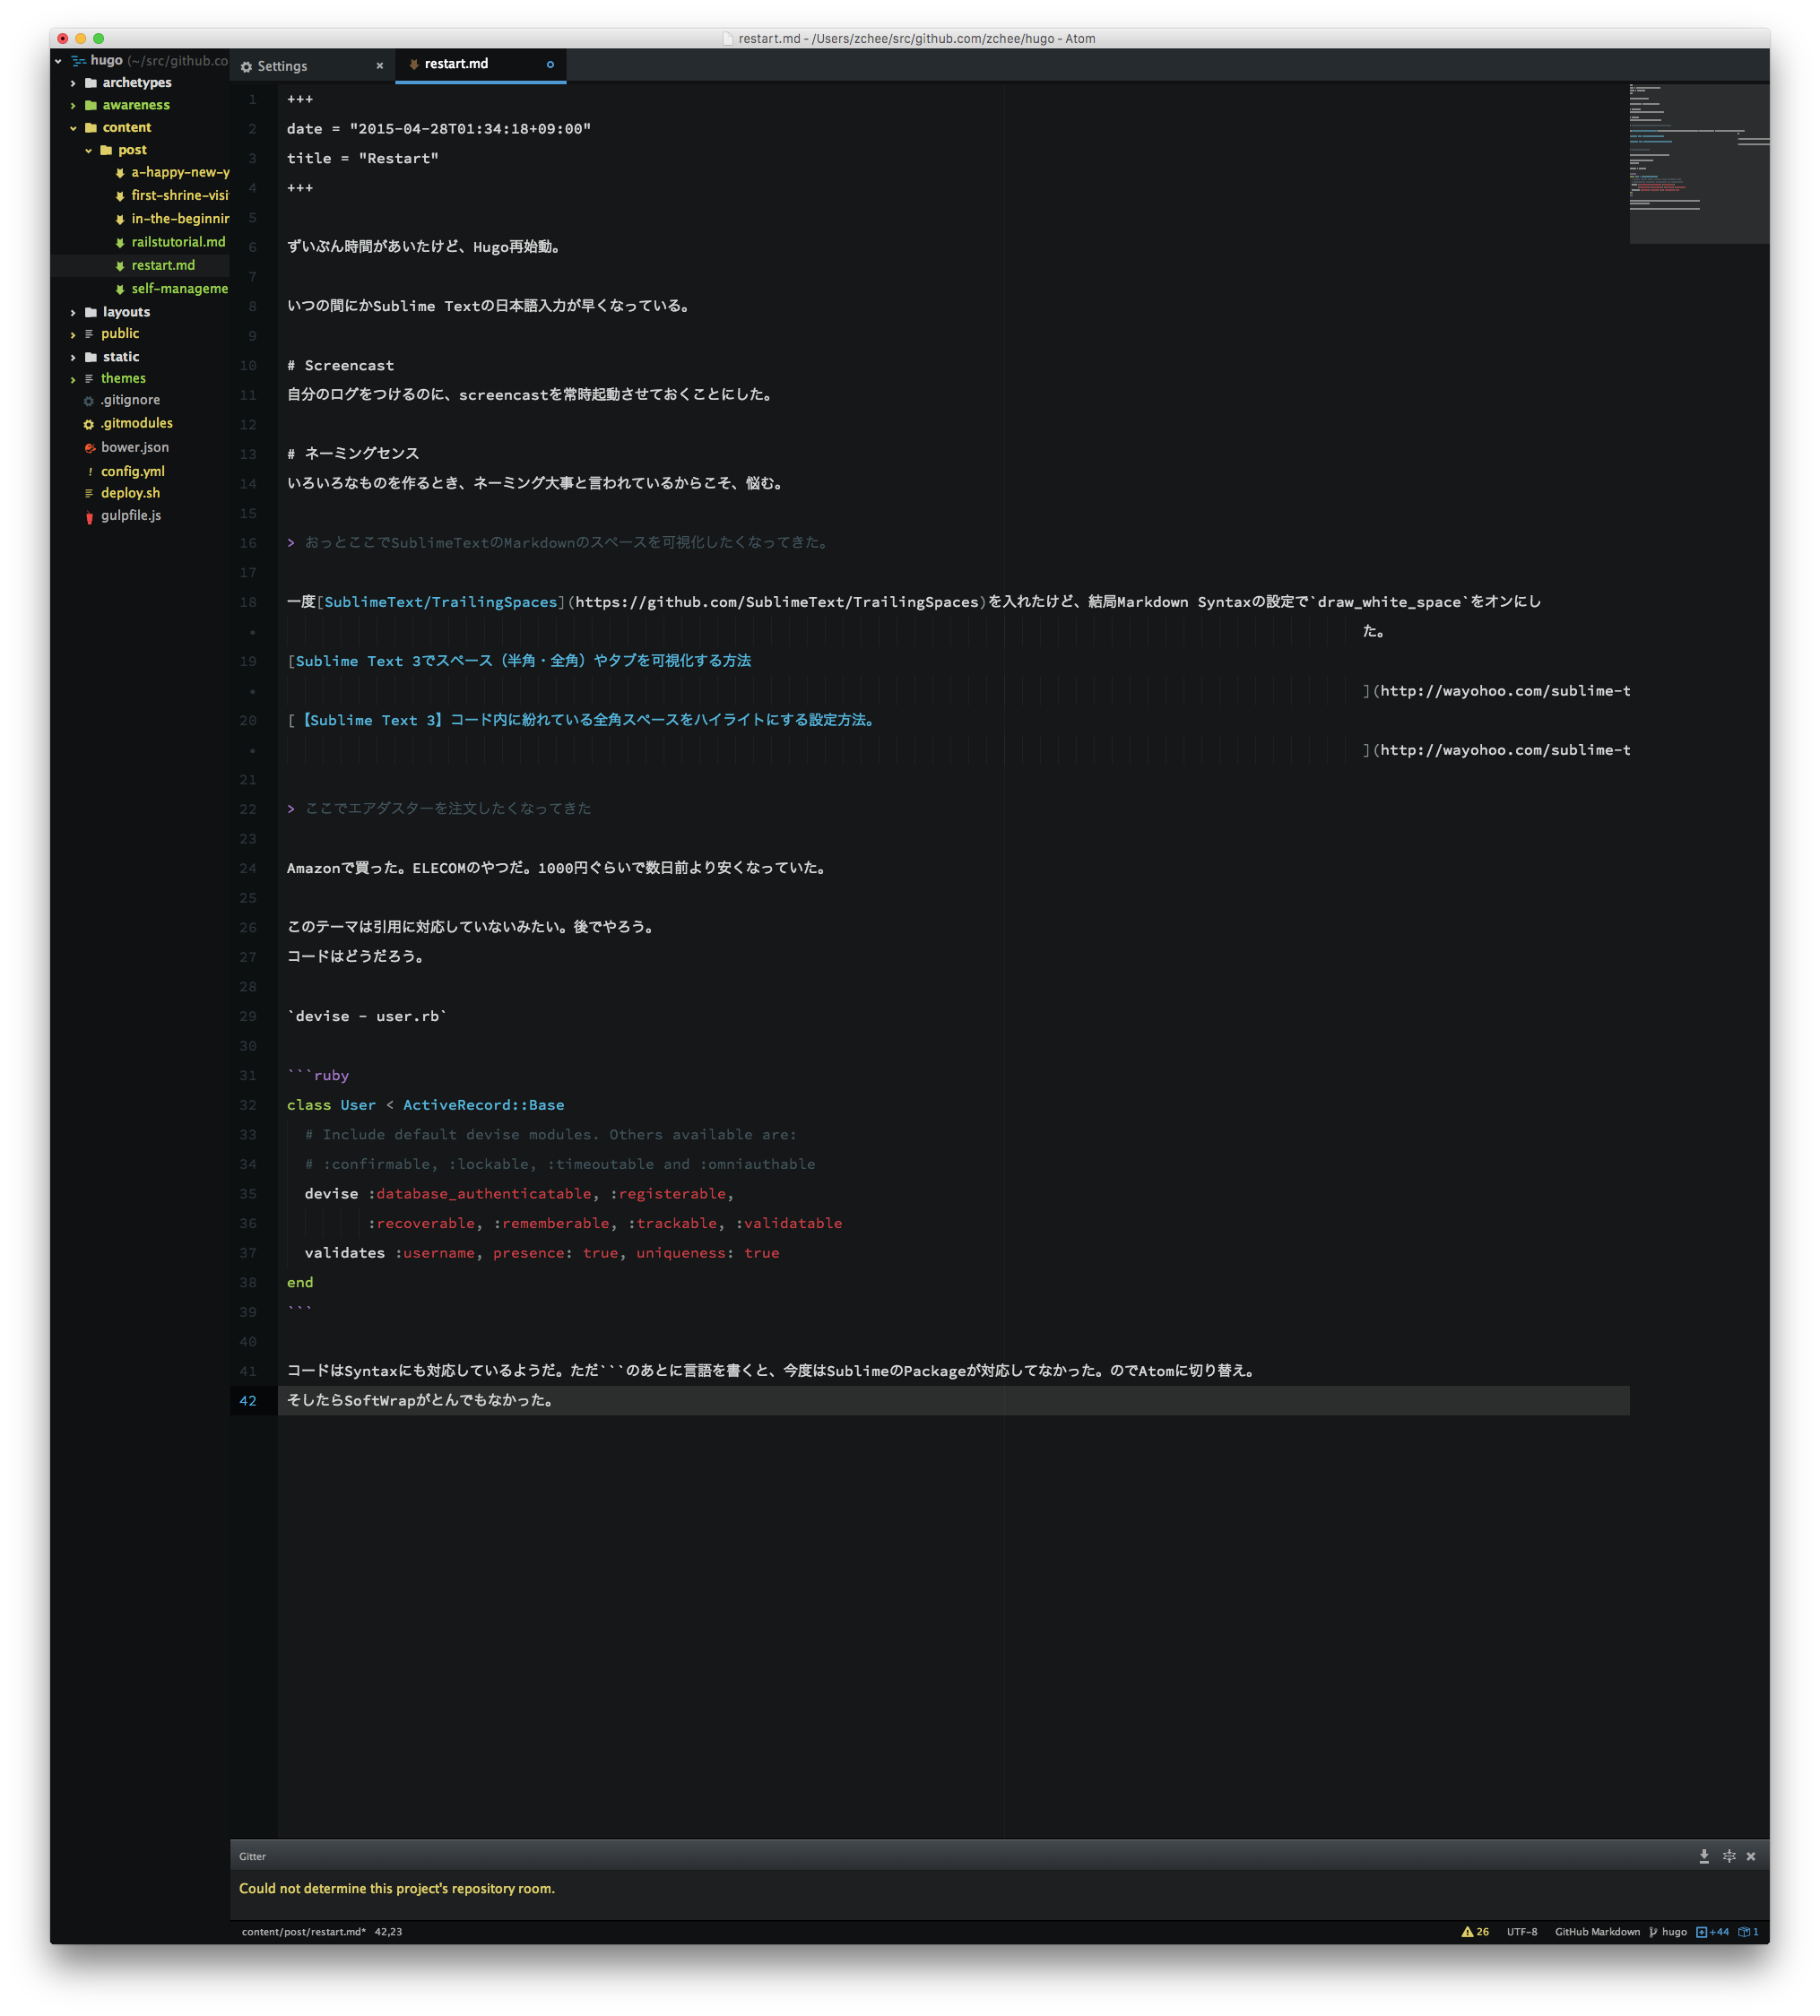 restart.md - /Users/zchee/src/github.com/zchee/hugo - Atom
hugo (~/src/github.co
archetypes
awareness
content
post
a-happy-new-y
first-shrine-visi
in-the-beginnin
railstutorial.md
restart.md
self-manageme
layouts
public
static
themes
.gitignore
.gitmodules
bower.json
config.yml
deploy.sh
gulpfile.js
Settings
restart.md
1 +++
2 date = "2015-04-28T01:34:18+09:00"
3 title = "Restart"
4 +++
5
6 ずいぶん時間があいたけど、Hugo再始動。
7
8 いつの間にかSublime Textの日本語入力が早くなっている。
9
10 # Screencast
11 自分のログをつけるのに、screencastを常時起動させておくことにした。
12
13 # ネーミングセンス
14 いろいろなものを作るとき、ネーミング大事と言われているからこそ、悩む。
15
16 > おっとここでSublimeTextのMarkdownのスペースを可視化したくなってきた。
17
18 一度[SublimeText/TrailingSpaces](https://github.com/SublimeText/TrailingSpaces)を入れたけど、結局Markdown Syntaxの設定で`draw_white_space`をオンにし
• た。
19 [Sublime Text 3でスペース（半角・全角）やタブを可視化する方法
• ](http://wayohoo.com/sublime-t
20 [【Sublime Text 3】コード内に紛れている全角スペースをハイライトにする設定方法。
• ](http://wayohoo.com/sublime-t
21
22 > ここでエアダスターを注文したくなってきた
23
24 Amazonで買った。ELECOMのやつだ。1000円ぐらいで数日前より安くなっていた。
25
26 このテーマは引用に対応していないみたい。後でやろう。
27 コードはどうだろう。
28
29 `devise - user.rb`
30
31 ```ruby
32 class User < ActiveRecord::Base
33 # Include default devise modules. Others available are:
34 # :confirmable, :lockable, :timeoutable and :omniauthable
35 devise :database_authenticatable, :registerable,
36 :recoverable, :rememberable, :trackable, :validatable
37 validates :username, presence: true, uniqueness: true
38 end
39 ```
40
41 コードはSyntaxにも対応しているようだ。ただ```のあとに言語を書くと、今度はSublimeのPackageが対応してなかった。のでAtomに切り替え。
42 そしたらSoftWrapがとんでもなかった。
Gitter
Could not determine this project's repository room.
content/post/restart.md* 42,23
26 UTF-8 GitHub Markdown hugo +44 1